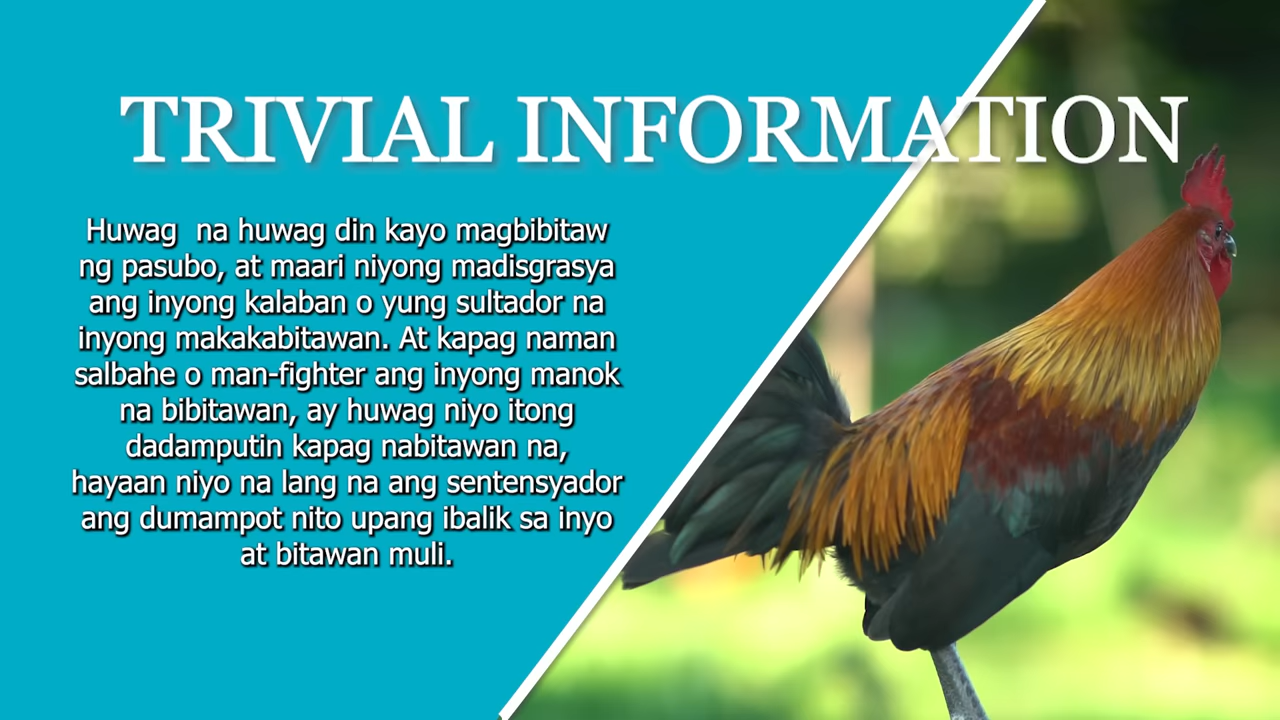 TRIVIAL INFORMATION
Huwag  na huwag din kayo magbibitaw
ng pasubo, at maari niyong madisgrasya
ang inyong kalaban o yung sultador na
inyong makakabitawan. At kapag naman
salbahe o man-fighter ang inyong manok
na bibitawan, ay huwag niyo itong
dadamputin kapag nabitawan na,
hayaan niyo na lang na ang sentensyador
ang dumampot nito upang ibalik sa inyo
at bitawan muli.